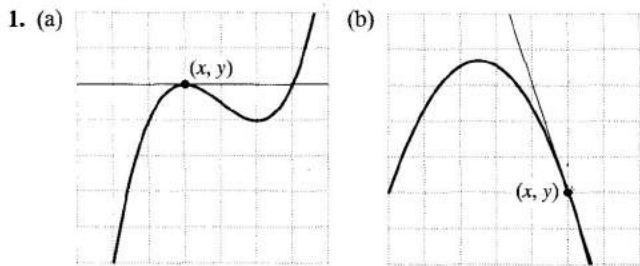 1. (a)
(b)
(x, y)
(x, y)